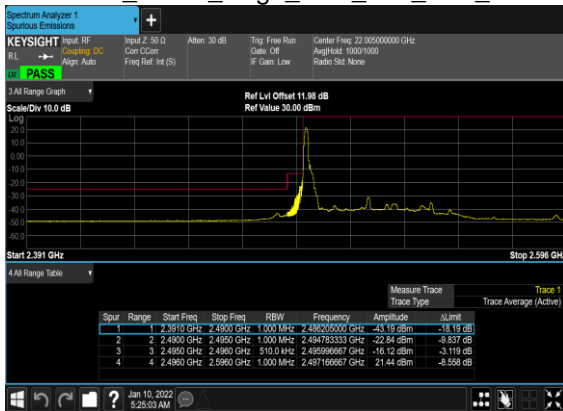 Spectrum Analyzer 1
Spurious Emissions
+
KEYSIGHT Input: RF Input Z: 50 Ω Atten: 30 dB Trig: Free Run Center Freq: 22.005000000 GHz
RL Coupling: DC Corr CCorr Gate: Off Avg|Hold: 1000/1000
Align: Auto Freq Ref: Int (S) IF Gain: Low Radio Std: None
PASS
3 All Range Graph
Ref Lvl Offset 11.98 dB
Scale/Div 10.0 dB Ref Value 30.00 dBm
Log
20.0
10.0
0.00
-10.0
-20.0
-30.0
-40.0
-50.0
-60.0
Start 2.391 GHz Stop 2.596 GH
4 All Range Table
Measure Trace Trace 1
Trace Type Trace Average (Active)
Spur Range Start Freq Stop Freq RBW Frequency Amplitude ΔLimit
1 1 2.3910 GHz 2.4900 GHz 1.000 MHz 2.486205000 GHz -43.19 dBm -18.19 dB
2 2 2.4900 GHz 2.4950 GHz 1.000 MHz 2.494783333 GHz -22.84 dBm -9.837 dB
3 3 2.4950 GHz 2.4960 GHz 510.0 kHz 2.495996667 GHz -16.12 dBm -3.119 dB
4 4 2.4960 GHz 2.5960 GHz 1.000 MHz 2.497166667 GHz 21.44 dBm -8.558 dB
? Jan 10, 2022
5:25:03 AM